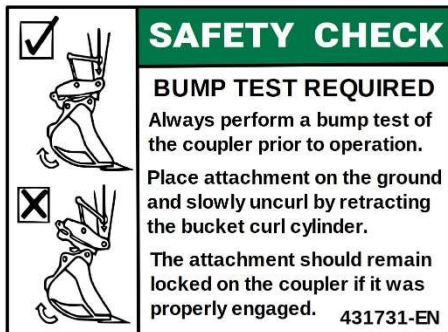 SAFETY CHECK
BUMP TEST REQUIRED
Always perform a bump test of
the coupler prior to operation.
Place attachment on the ground
and slowly uncurl by retracting
the bucket curl cylinder.
The attachment should remain
locked on the coupler if it was
properly engaged.
431731-EN